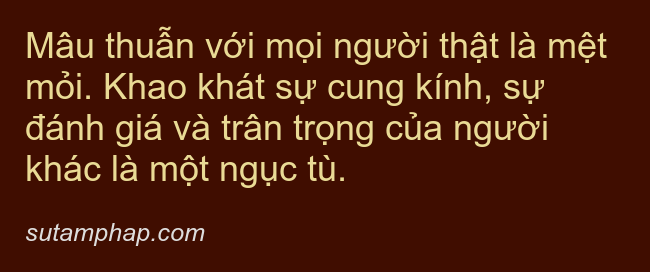 Mâu thuẫn với mọi người thật là mệt
mỏi. Khao khát sự cung kính, sự
đánh giá và trân trọng của người
khác là một ngục tù.
sutamphap.com